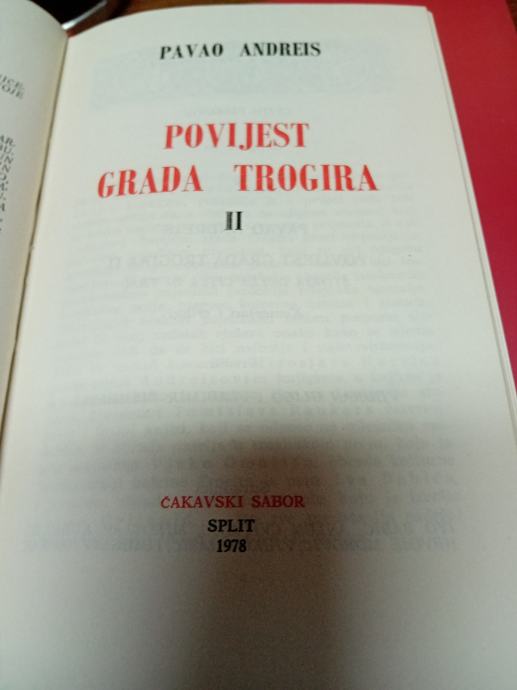 PAVAO ANDREIS
POVIJEST
GRADA TROGIRA
II
ČAKAVSKI SABOR
SPLIT
1978